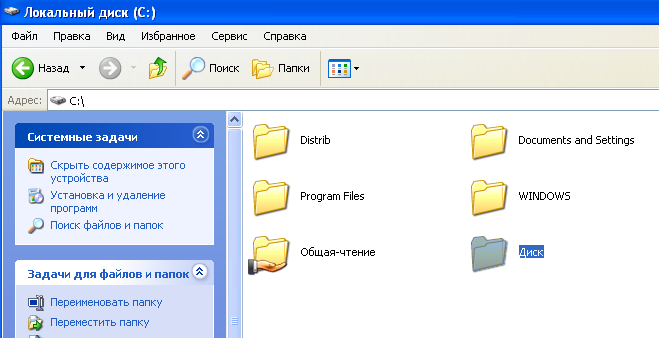 Локальный диск (C:)
Файл Правка Вид Избранное Сервис Справка
Назад Поиск Папки
Адрес: C:\
Системные задачи
Скрыть содержимое этого
устройства
Установка и удаление
программ
Поиск файлов и папок
Задачи для файлов и папок
Переименовать папку
Переместить папку
Distrib
Documents and Settings
Program Files
WINDOWS
Общая-чтение
Диск